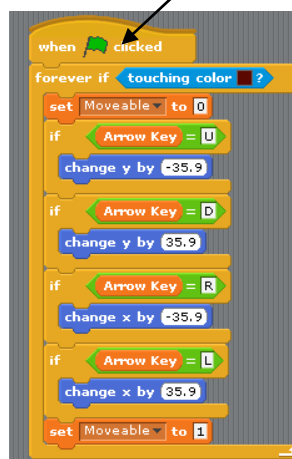 when clicked
forever if touching color ?
set Moveable to 0
if Arrow Key = U
change y by -35.9
if Arrow Key = D
change y by 35.9
if Arrow Key = R
change x by -35.9
if Arrow Key = L
change x by 35.9
set Moveable to 1